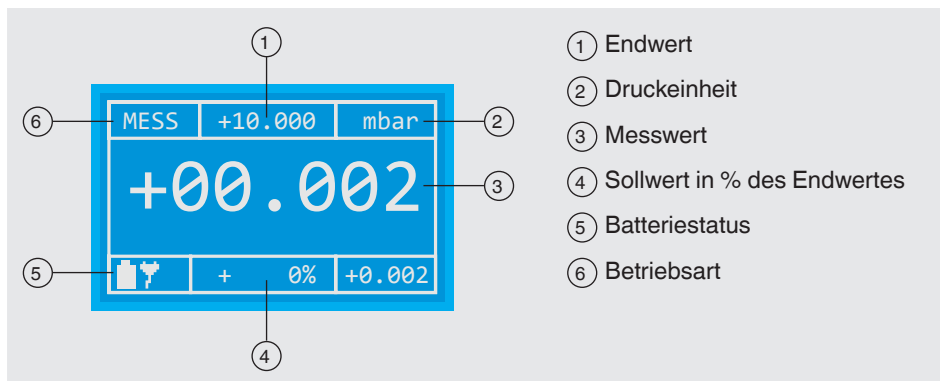 1
6
MESS +10.000 mbar
2
+00.002
3
5
+ 0% +0.002
4
1 Endwert
2 Druckeinheit
3 Messwert
4 Sollwert in % des Endwertes
5 Batteriestatus
6 Betriebsart